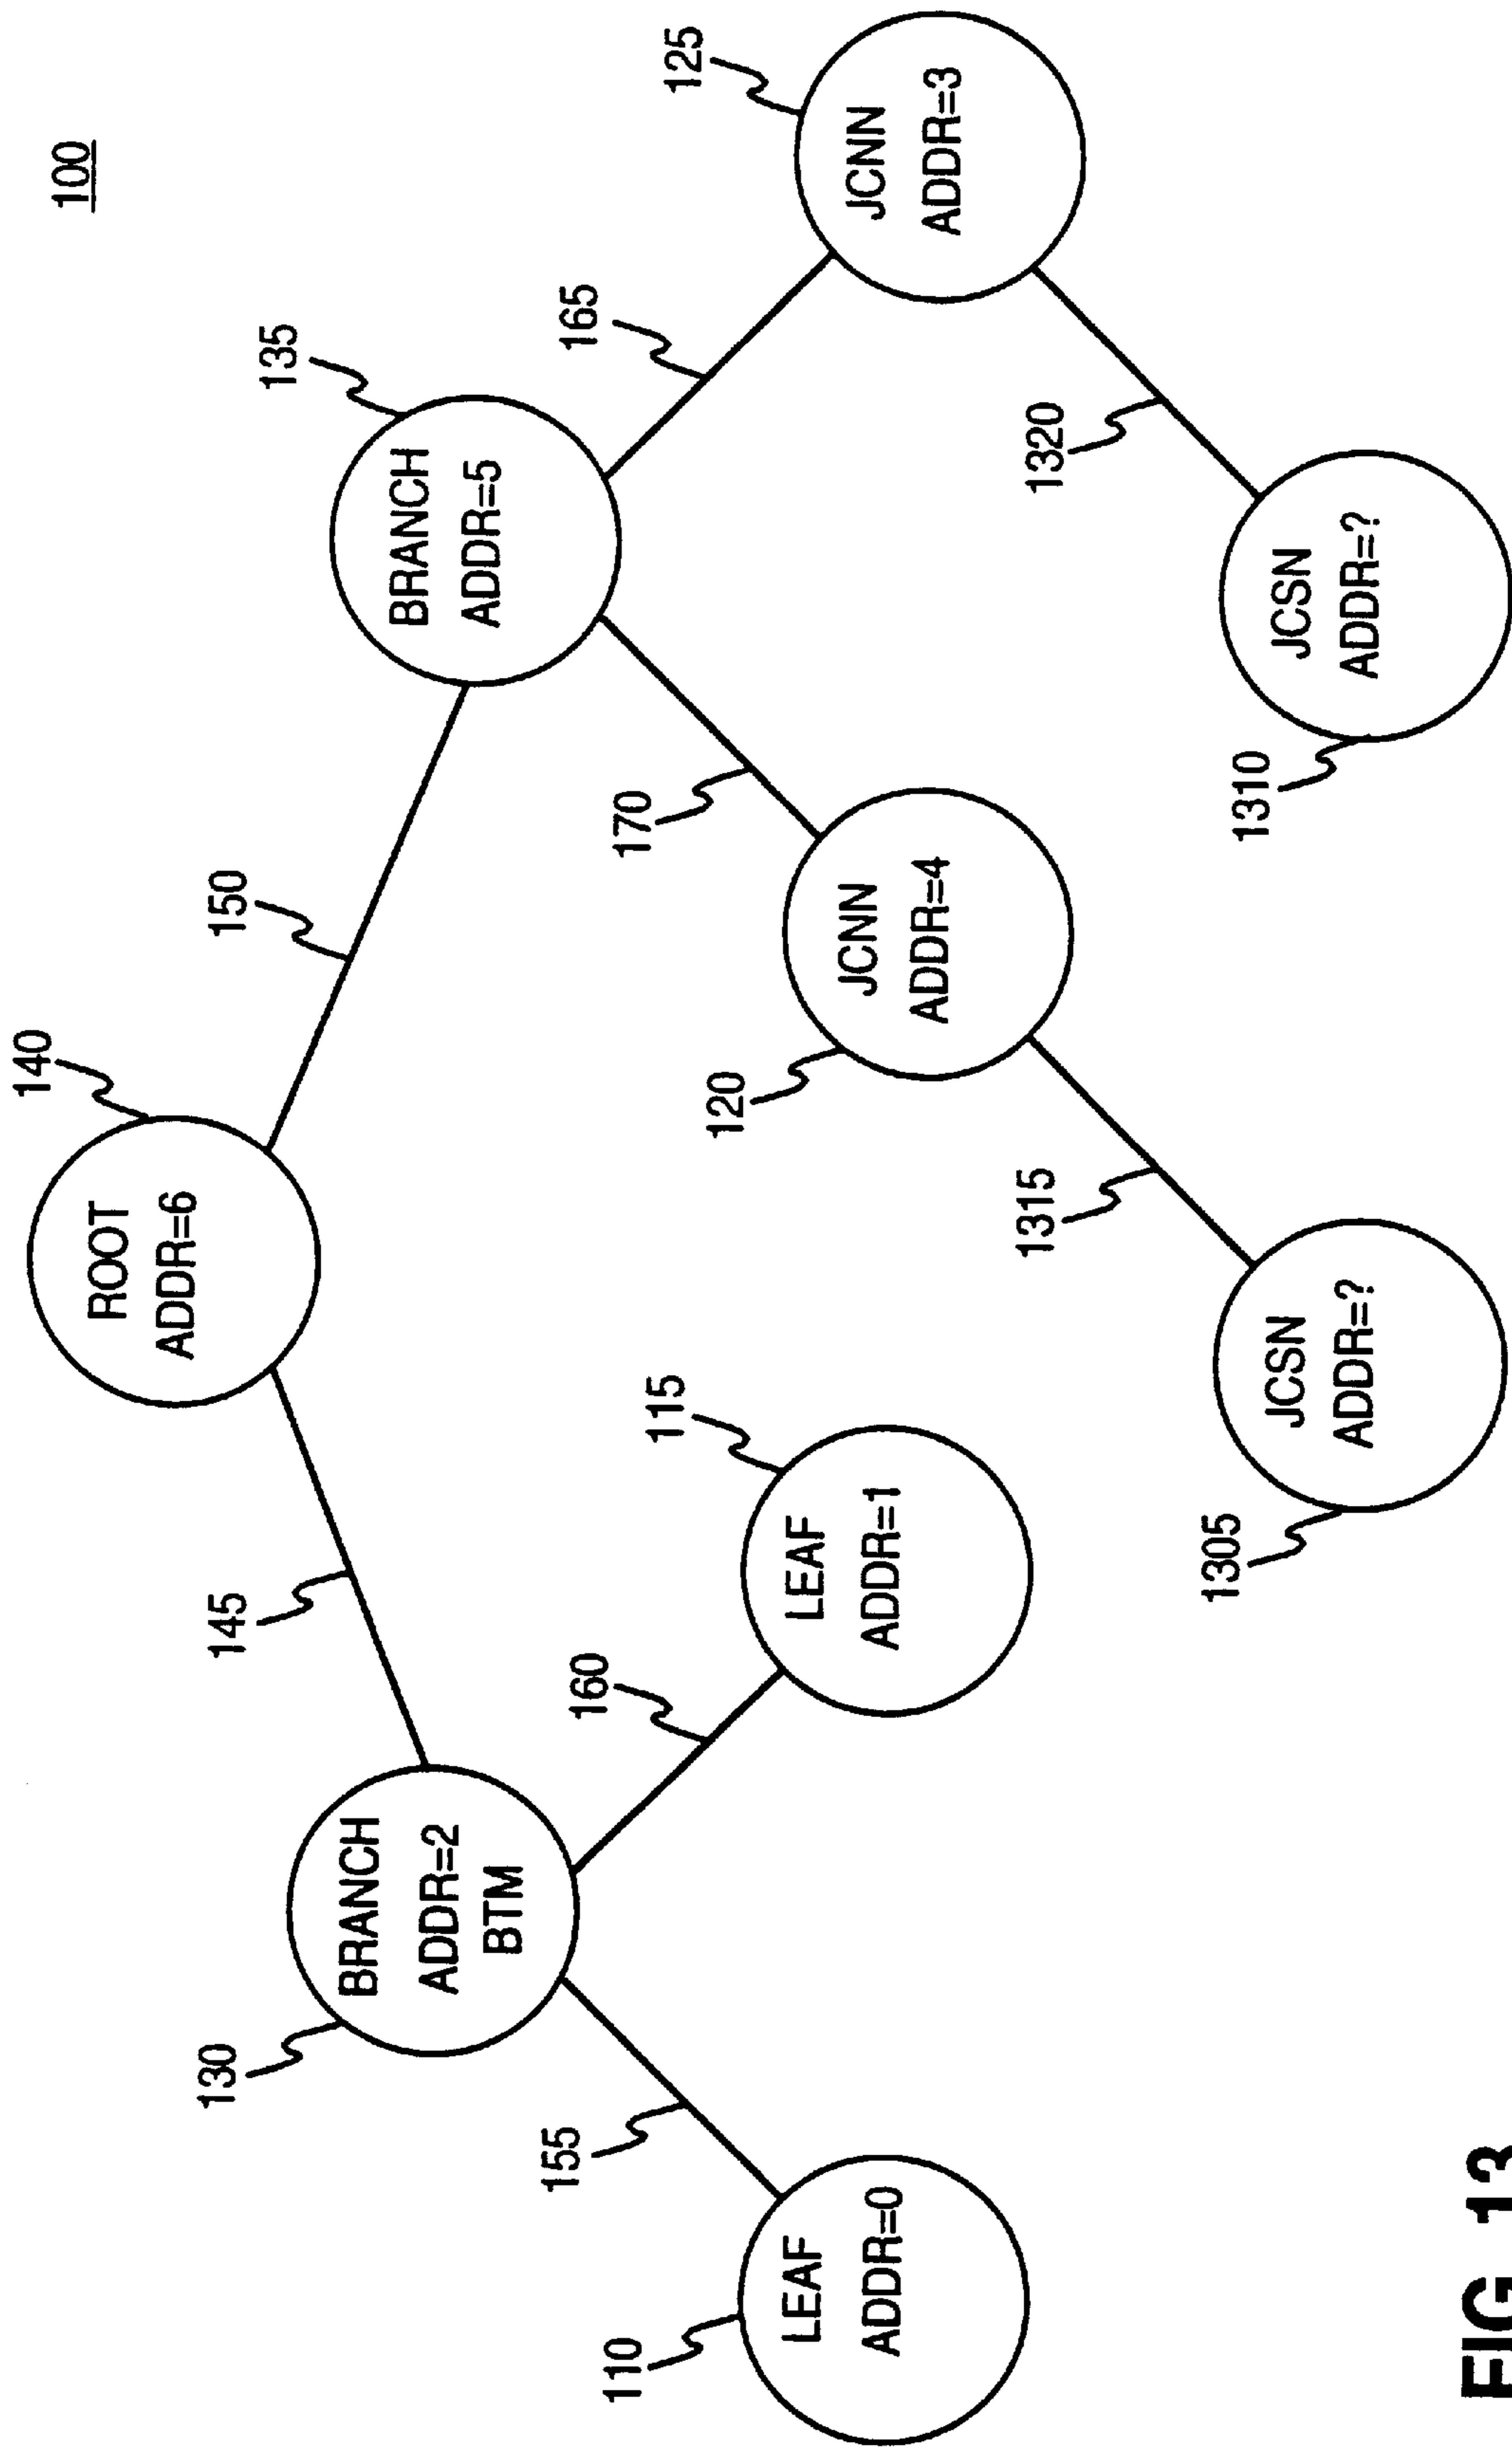 100
140
ROOT
ADDR=6
145
150
130
BRANCH
ADDR=2
BTM
135
BRANCH
ADDR=5
155
160
170
165
110
LEAF
ADDR=0
115
LEAF
ADDR=1
120
JCNN
ADDR=4
125
JCNN
ADDR=3
1315
1320
1305
JCSN
ADDR=?
1310
JCSN
ADDR=?
FIG. 13